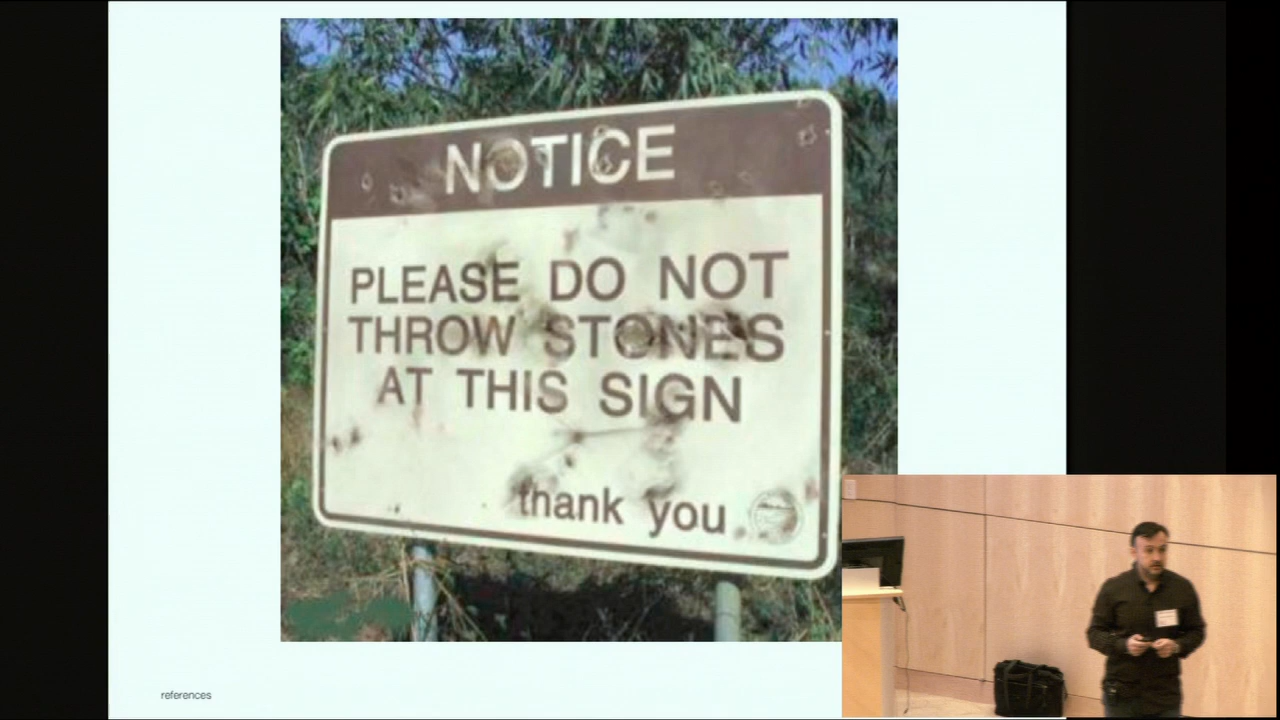 NOTICE
PLEASE DO NOT
THROW STONES
AT THIS SIGN
thank you
references